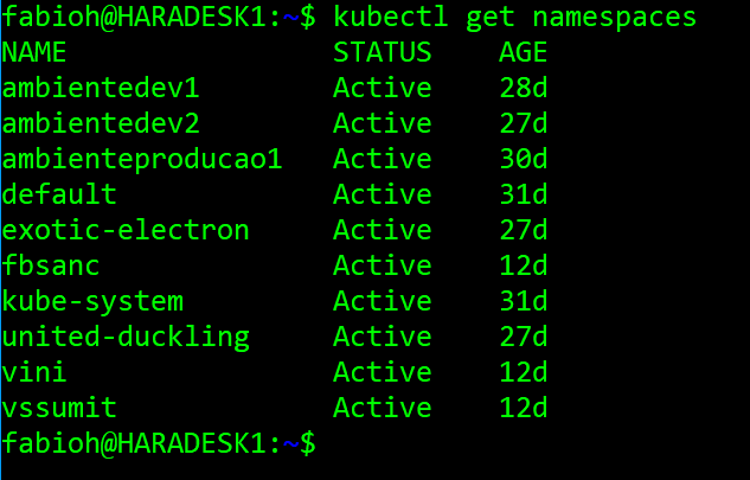 fabioh@HARADESK1:~$ kubectl get namespaces
NAME STATUS AGE
ambientedev1 Active 28d
ambientedev2 Active 27d
ambienteproducao1 Active 30d
default Active 31d
exotic-electron Active 27d
fbsanc Active 12d
kube-system Active 31d
united-duckling Active 27d
vini Active 12d
vssumit Active 12d
fabioh@HARADESK1:~$